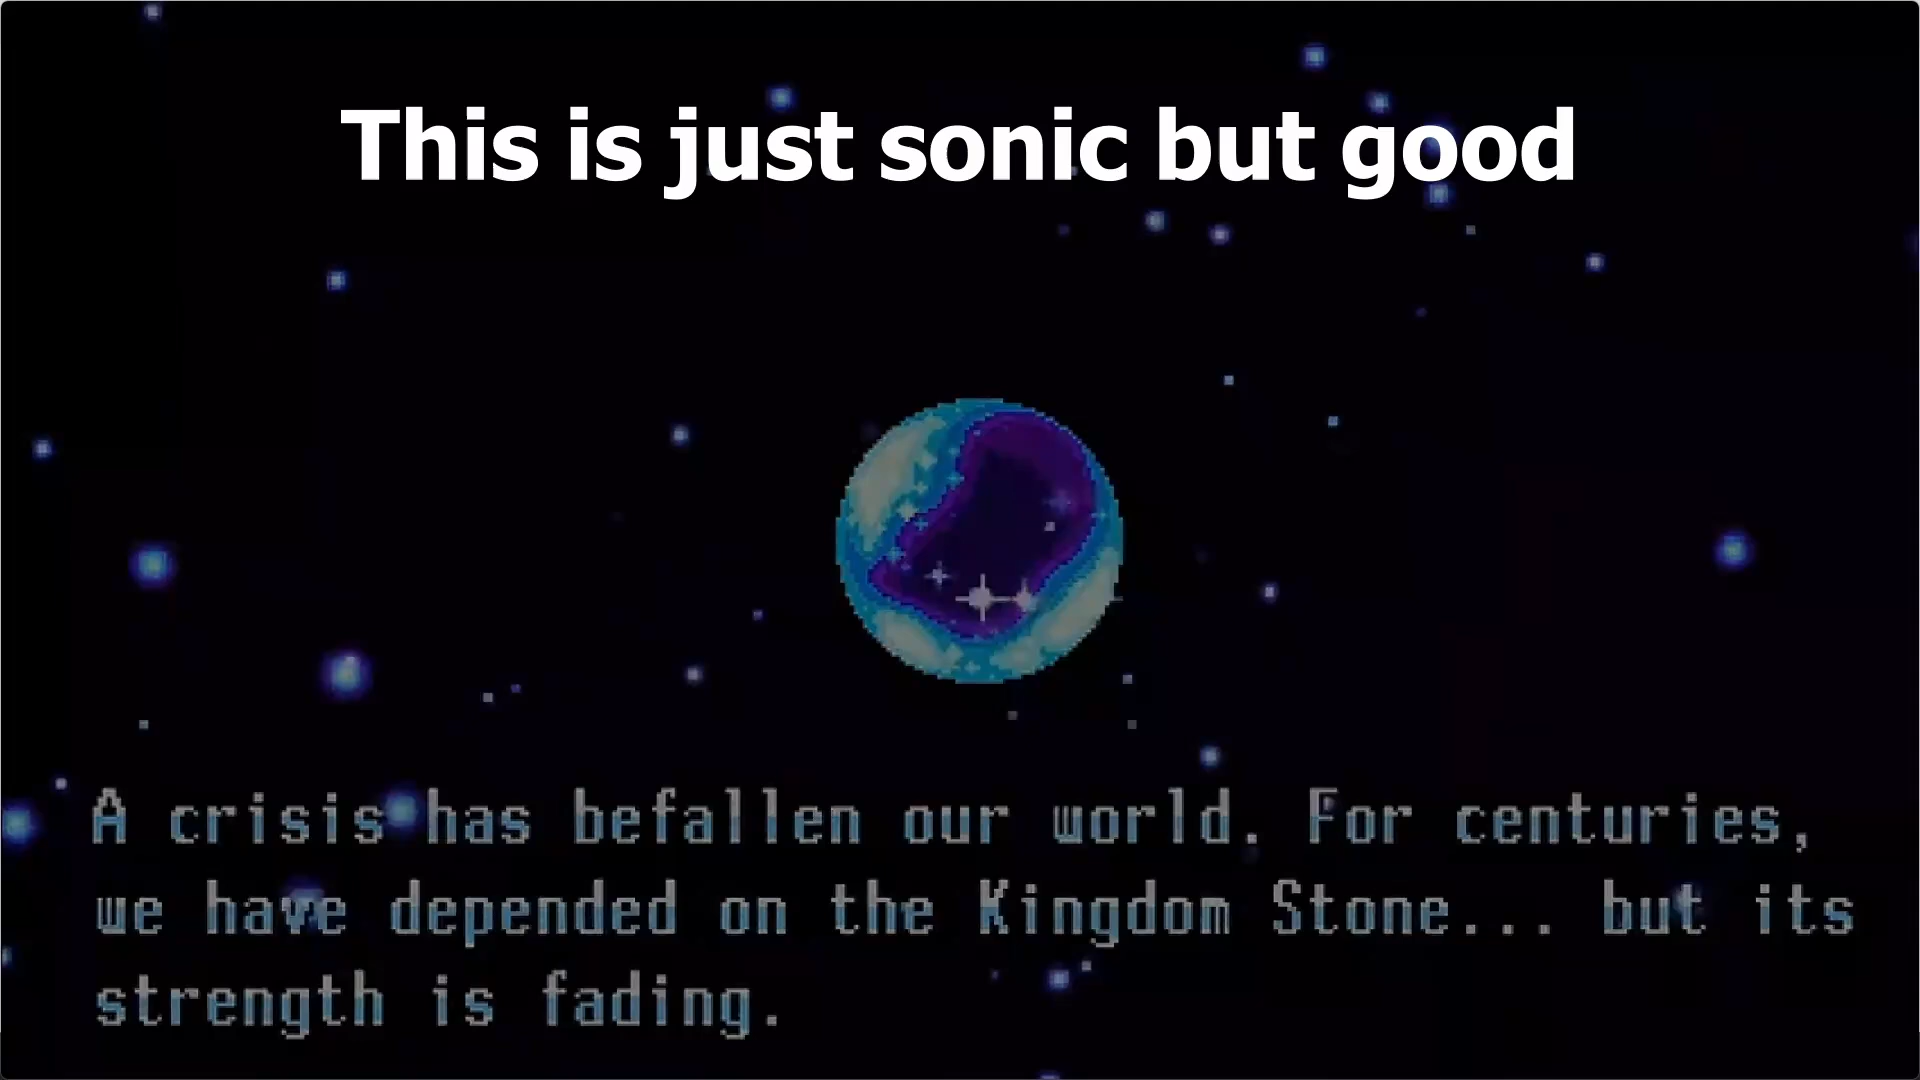 This is just sonic but good
A crisis has befallen our world. For centuries,
we have depended on the Kingdom Stone... but its
strength is fading.